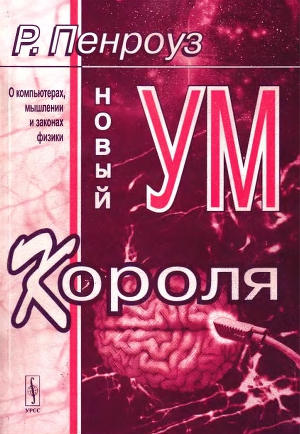 Р. Пенроуз
О компьютерах,
мышлении
и законах
физики
НОВЫЙ
УМ
Короля
УРСС